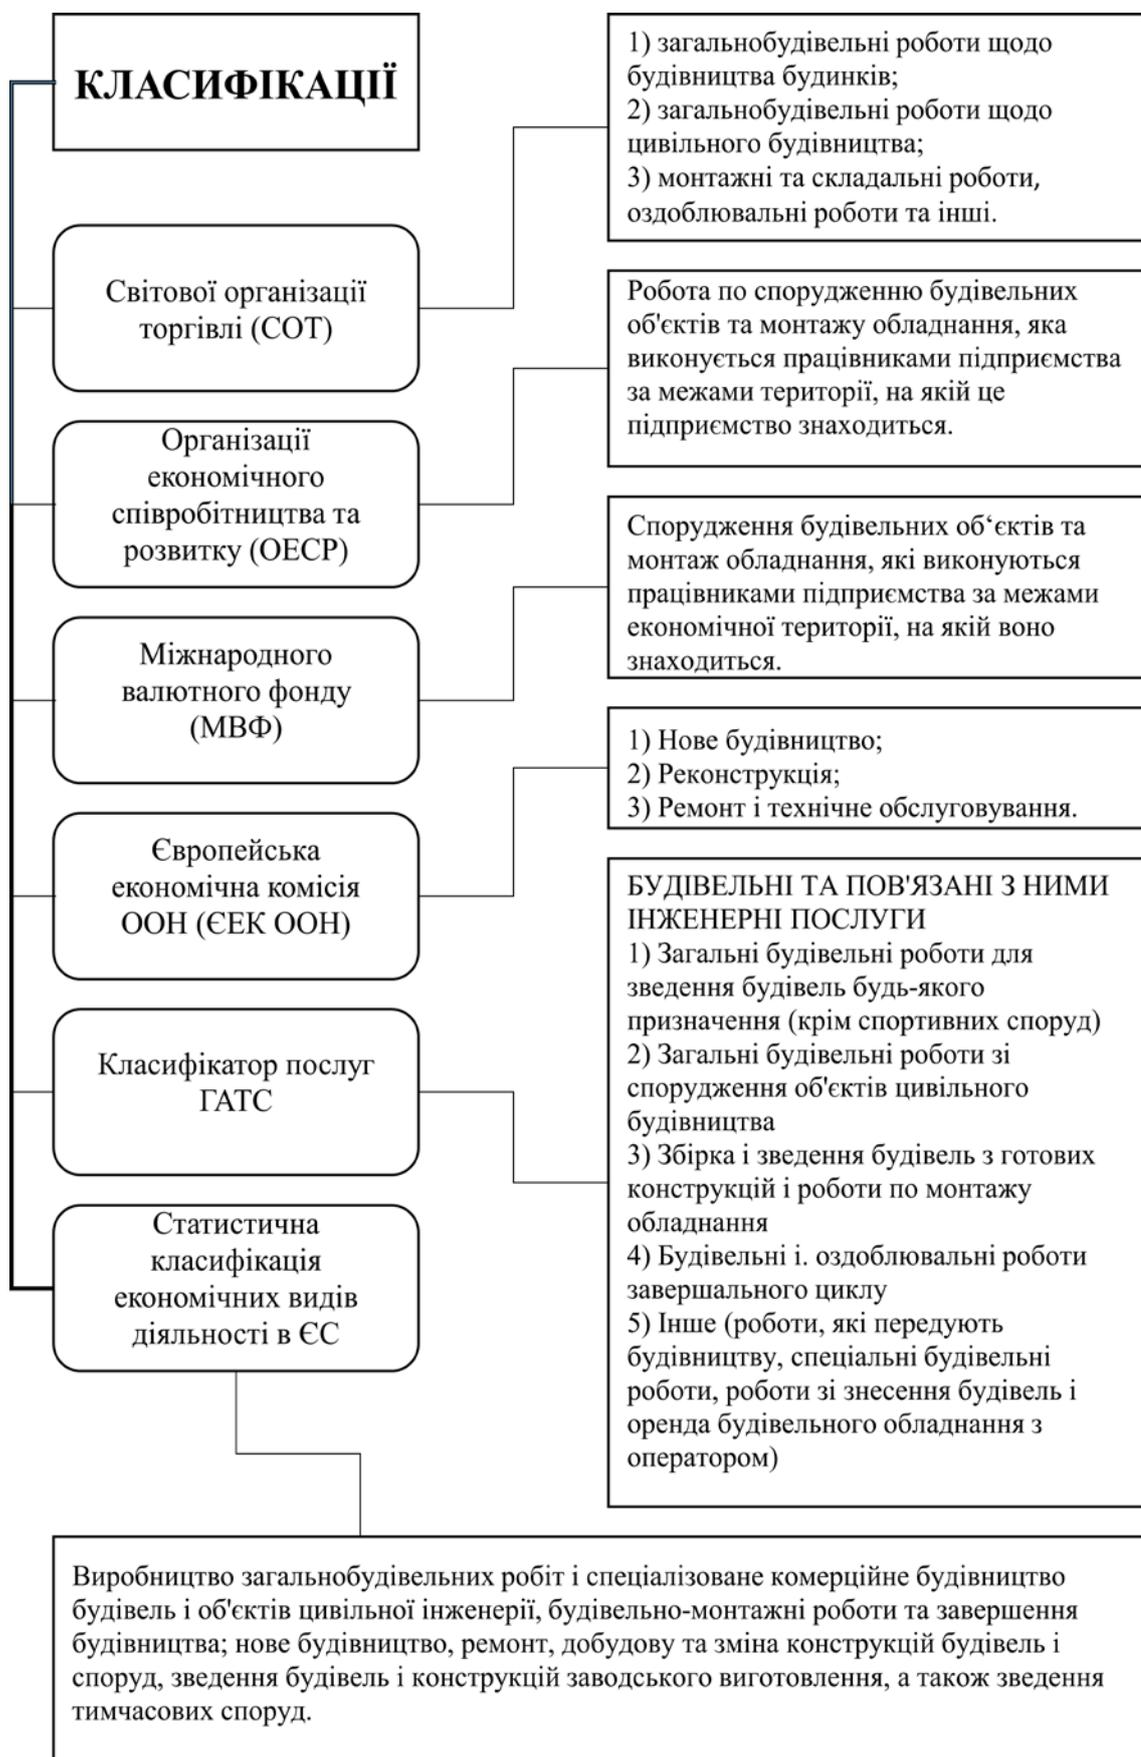 КЛАСИФІКАЦІЇ
Світової організації
торгівлі (СОТ)
1) загальнобудівельні роботи щодо
будівництва будинків;
2) загальнобудівельні роботи щодо
цивільного будівництва;
3) монтажні та складальні роботи,
оздоблювальні роботи та інші.
Організації
економічного
співробітництва та
розвитку (ОЕСР)
Робота по спорудженню будівельних
об'єктів та монтажу обладнання, яка
виконується працівниками підприємства
за межами території, на якій це
підприємство знаходиться.
Міжнародного
валютного фонду
(МВФ)
Спорудження будівельних об‘єктів та
монтаж обладнання, які виконуються
працівниками підприємства за межами
економічної території, на якій воно
знаходиться.
Європейська
економічна комісія
ООН (ЄЕК ООН)
1) Нове будівництво;
2) Реконструкція;
3) Ремонт і технічне обслуговування.
Класифікатор послуг
ГАТС
БУДІВЕЛЬНІ ТА ПОВ'ЯЗАНІ З НИМИ
ІНЖЕНЕРНІ ПОСЛУГИ
1) Загальні будівельні роботи для
зведення будівель будь-якого
призначення (крім спортивних споруд)
2) Загальні будівельні роботи зі
спорудження об'єктів цивільного
будівництва
3) Збірка і зведення будівель з готових
конструкцій і роботи по монтажу
обладнання
4) Будівельні і. оздоблювальні роботи
завершального циклу
5) Інше (роботи, які передують
будівництву, спеціальні будівельні
роботи, роботи зі знесення будівель і
оренда будівельного обладнання з
оператором)
Статистична
класифікація
економічних видів
діяльності в ЄС
Виробництво загальнобудівельних робіт і спеціалізоване комерційне будівництво
будівель і об'єктів цивільної інженерії, будівельно-монтажні роботи та завершення
будівництва; нове будівництво, ремонт, добудову та зміна конструкцій будівель і
споруд, зведення будівель і конструкцій заводського виготовлення, а також зведення
тимчасових споруд.